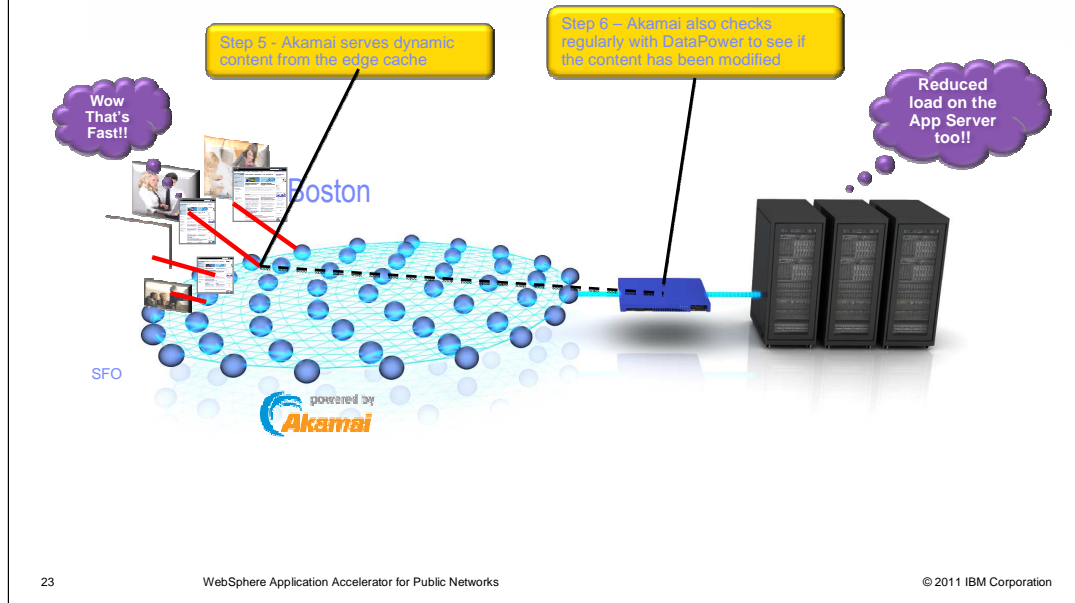 Step 5 - Akamai serves dynamic
content from the edge cache
Step 6 – Akamai also checks
regularly with DataPower to see if
the content has been modified
Wow
That's
Fast!!
Reduced
load on the
App Server
too!!
Boston
SFO
powered by
Akamai
23
WebSphere Application Accelerator for Public Networks
© 2011 IBM Corporation